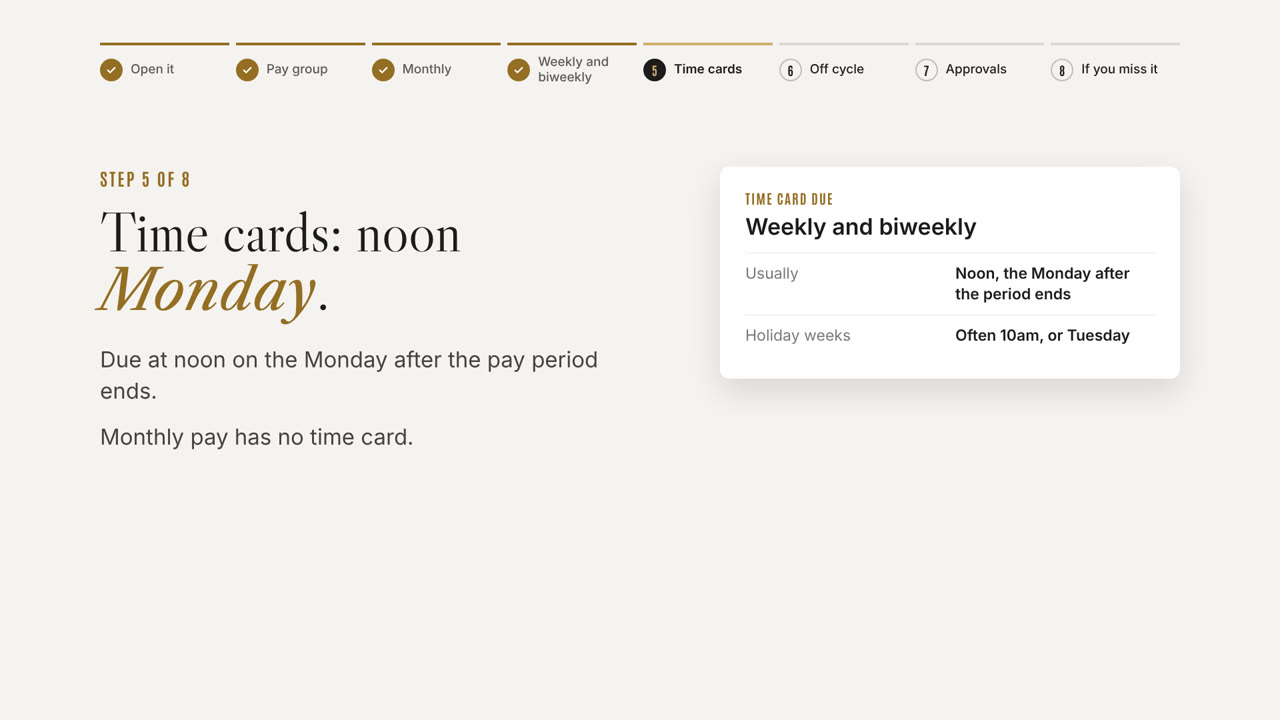 Open it
Pay group
Monthly
Weekly and
biweekly
5 Time cards
6 Off cycle
7 Approvals
8 If you miss it
STEP 5 OF 8
Time cards: noon
Monday.
Due at noon on the Monday after the pay period
ends.
Monthly pay has no time card.
TIME CARD DUE
Weekly and biweekly
Usually
Noon, the Monday after
the period ends
Holiday weeks
Often 10am, or Tuesday